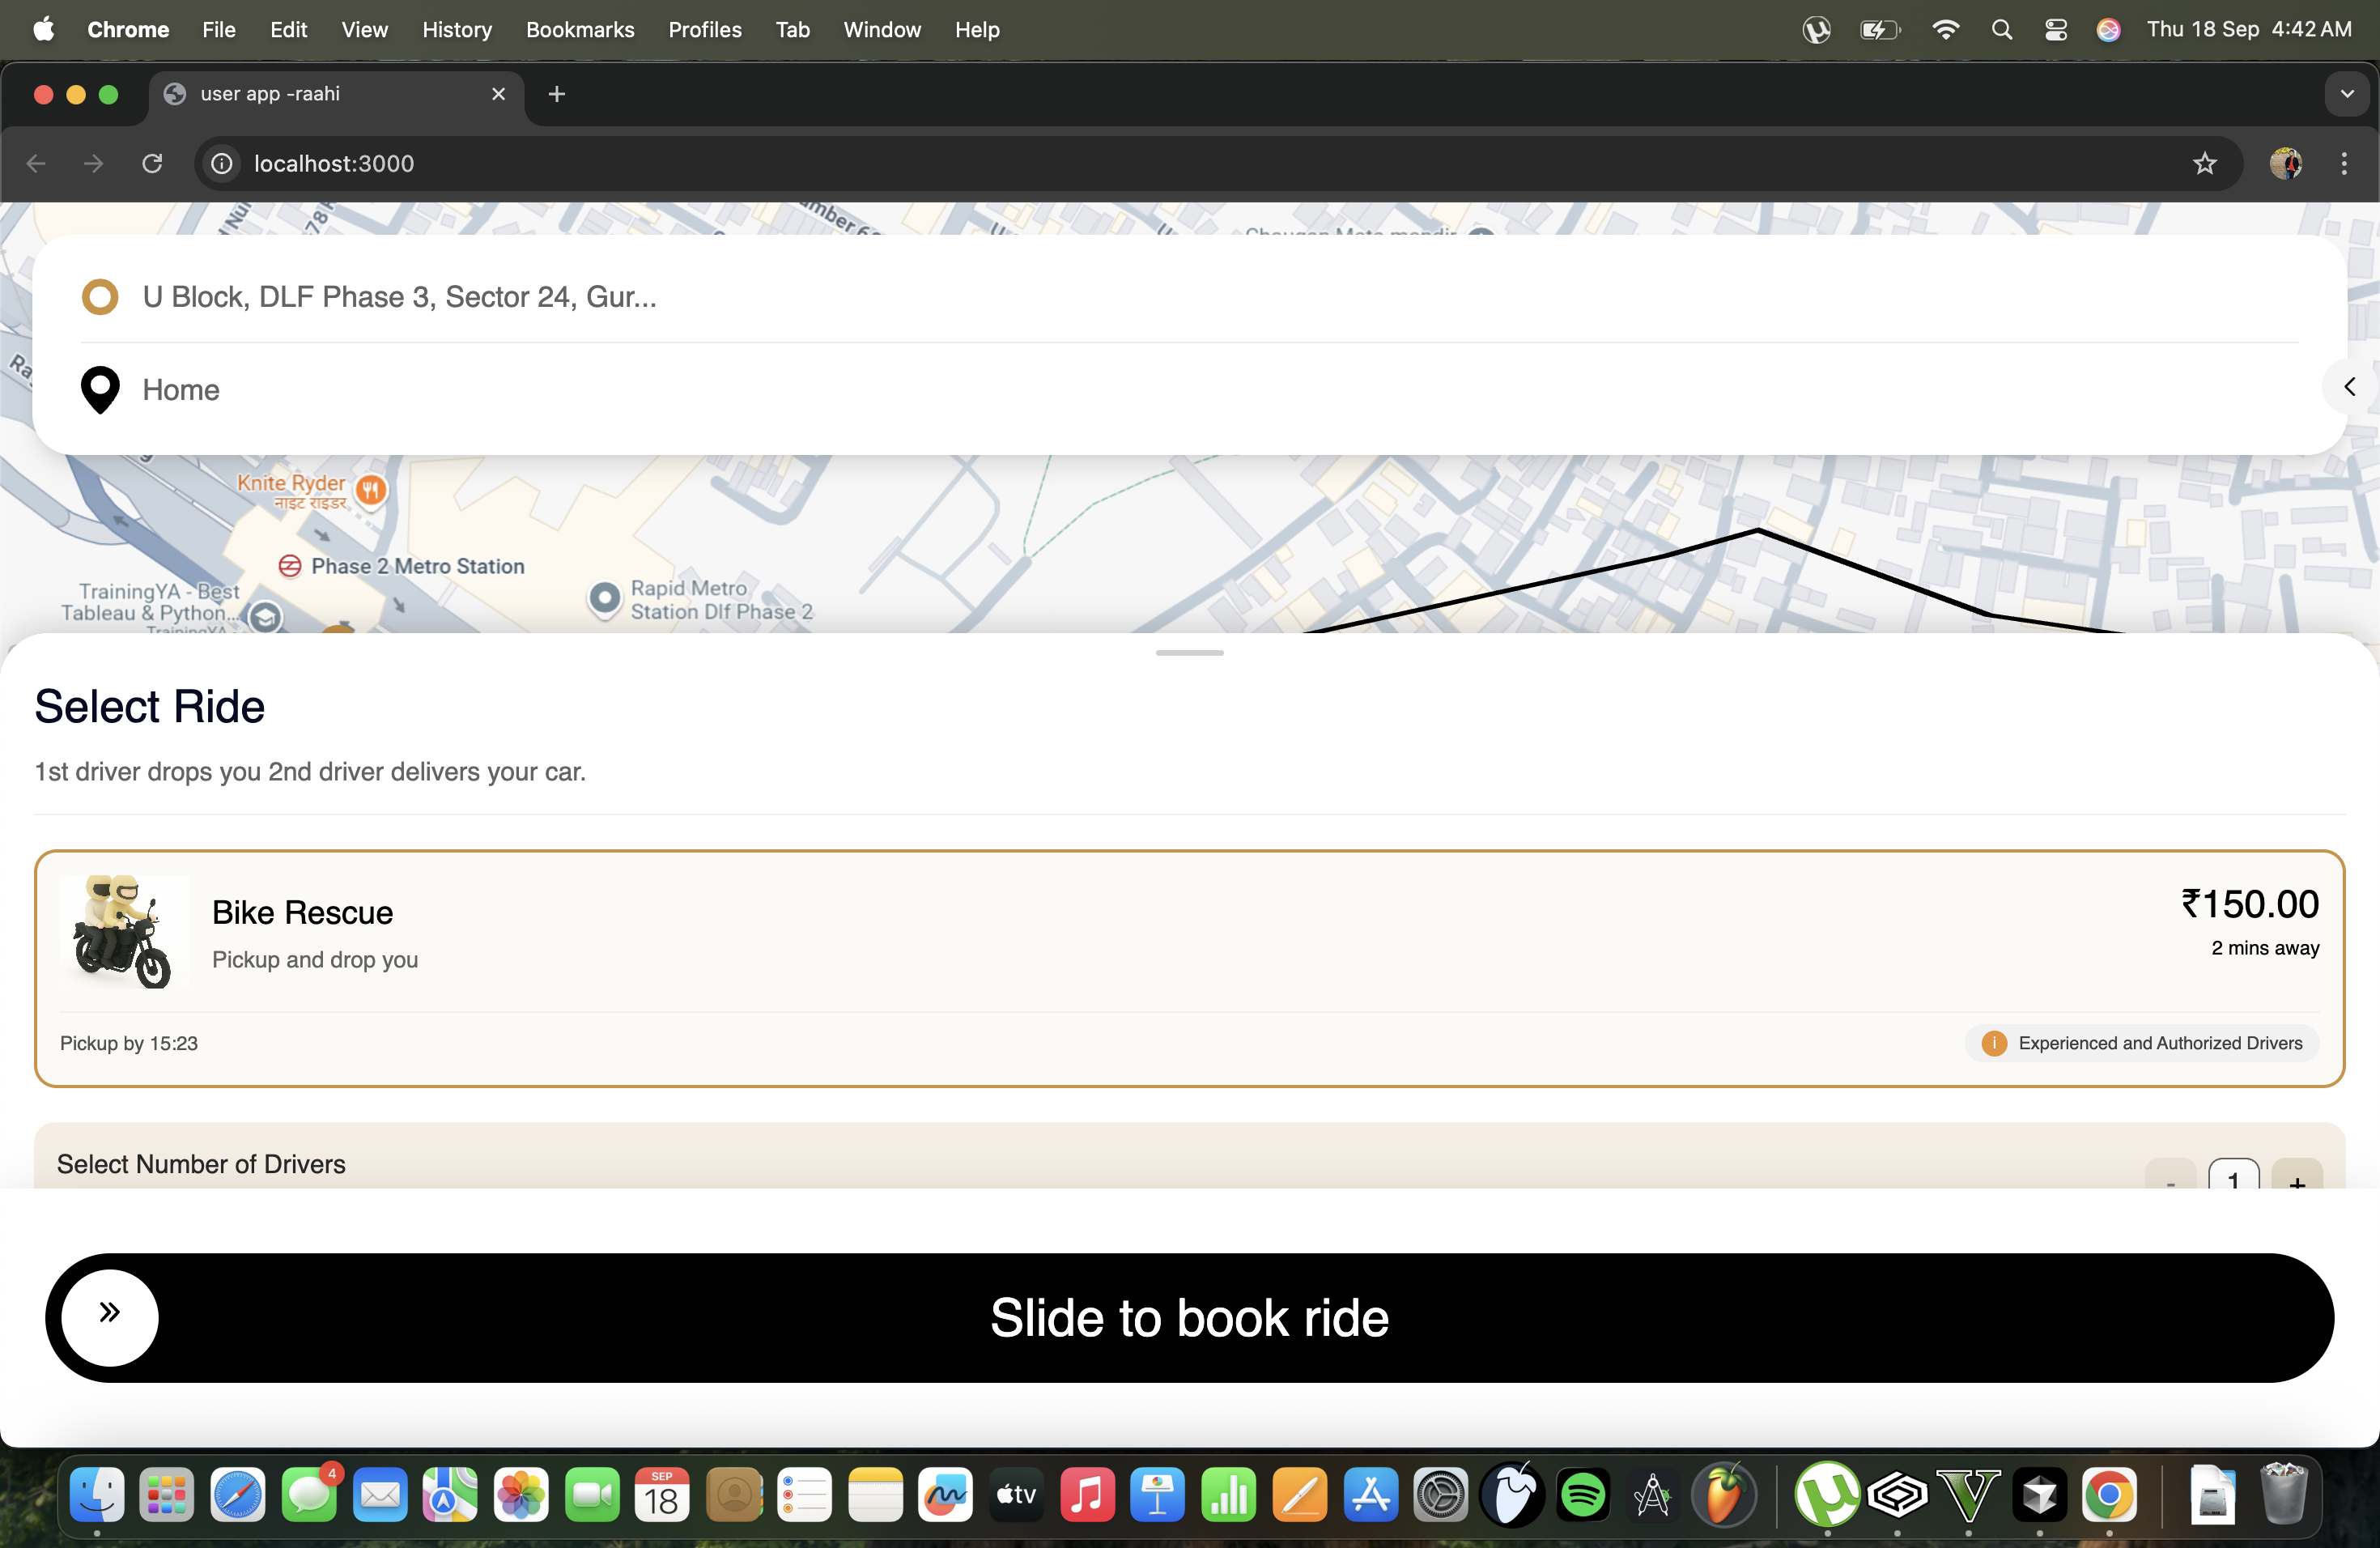 Chrome File Edit View History Bookmarks Profiles Tab Window Help
Thu 18 Sep 4:42 AM
user app -raahi
localhost:3000
U Block, DLF Phase 3, Sector 24, Gur...
Home
Knite Ryder
नाइट राइडर
Phase 2 Metro Station
TrainingYA - Best
Tableau & Python...
Rapid Metro
Station Dlf Phase 2
Select Ride
1st driver drops you 2nd driver delivers your car.
Bike Rescue
Pickup and drop you
₹150.00
2 mins away
Pickup by 15:23
Experienced and Authorized Drivers
Select Number of Drivers
- 1 +
Slide to book ride
4
SEP
18
tv